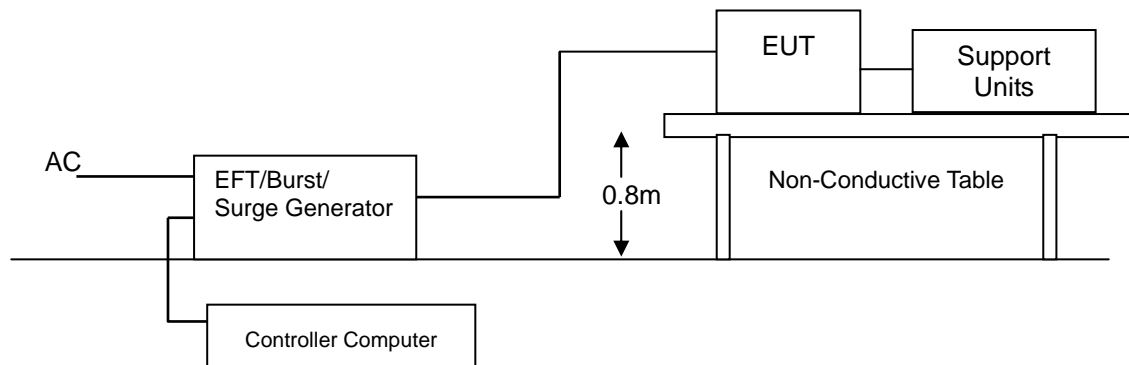 EUT
Support
Units
AC
EFT/Burst/
Surge Generator
0.8m
Non-Conductive Table
Controller Computer